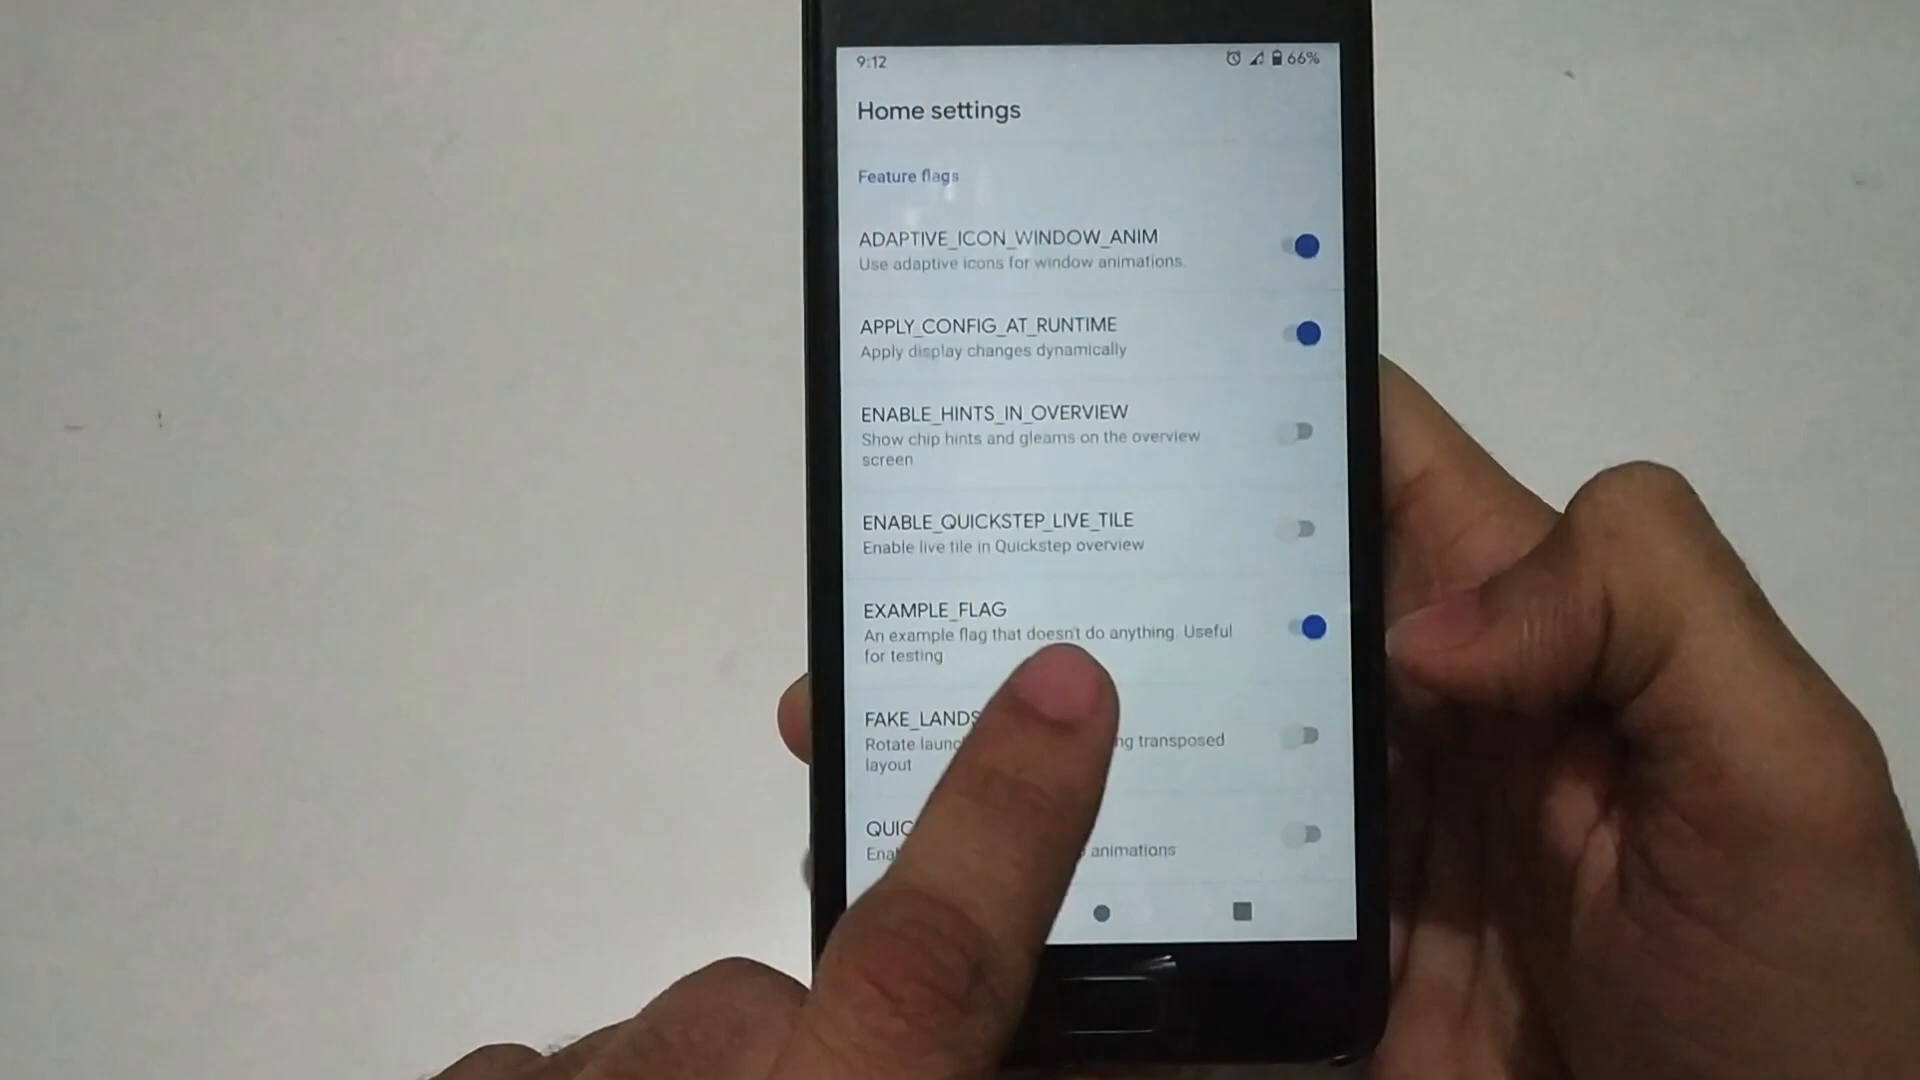 9:12
66%
Home settings
Feature flags
ADAPTIVE_ICON_WINDOW_ANIM
Use adaptive icons for window animations.
APPLY_CONFIG_AT_RUNTIME
Apply display changes dynamically
ENABLE_HINTS_IN_OVERVIEW
Show chip hints and gleams on the overview
screen
ENABLE_QUICKSTEP_LIVE_TILE
Enable live tile in Quickstep overview
EXAMPLE_FLAG
An example flag that doesn't do anything. Useful
for testing
FAKE_LANDS
Rotate transposed
layout
animations